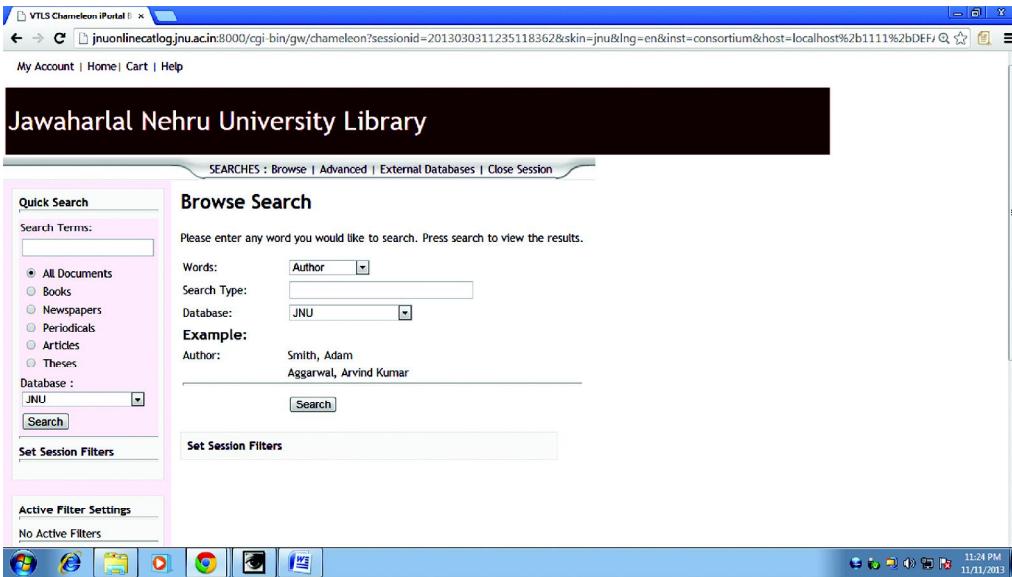 VTLS Chameleon iPortal B
jnuonlinecatlog.jnu.ac.in:8000/cgi-bin/gw/chameleon?sessionid=2013030311235118362&skin=jnu&lng=en&inst=consortium&host=localhost%2b1111%2bDEF
My Account | Home | Cart | Help
Jawaharlal Nehru University Library
SEARCHES : Browse | Advanced | External Databases | Close Session
Quick Search
Search Terms:
All Documents
Books
Newspapers
Periodicals
Articles
Theses
Database :
JNU
Search
Set Session Filters
Active Filter Settings
No Active Filters
Browse Search
Please enter any word you would like to search. Press search to view the results.
Words: Author
Search Type:
Database: JNU
Example:
Author: Smith, Adam
Aggarwal, Arvind Kumar
Search
Set Session Filters
11:24 PM
11/11/2013